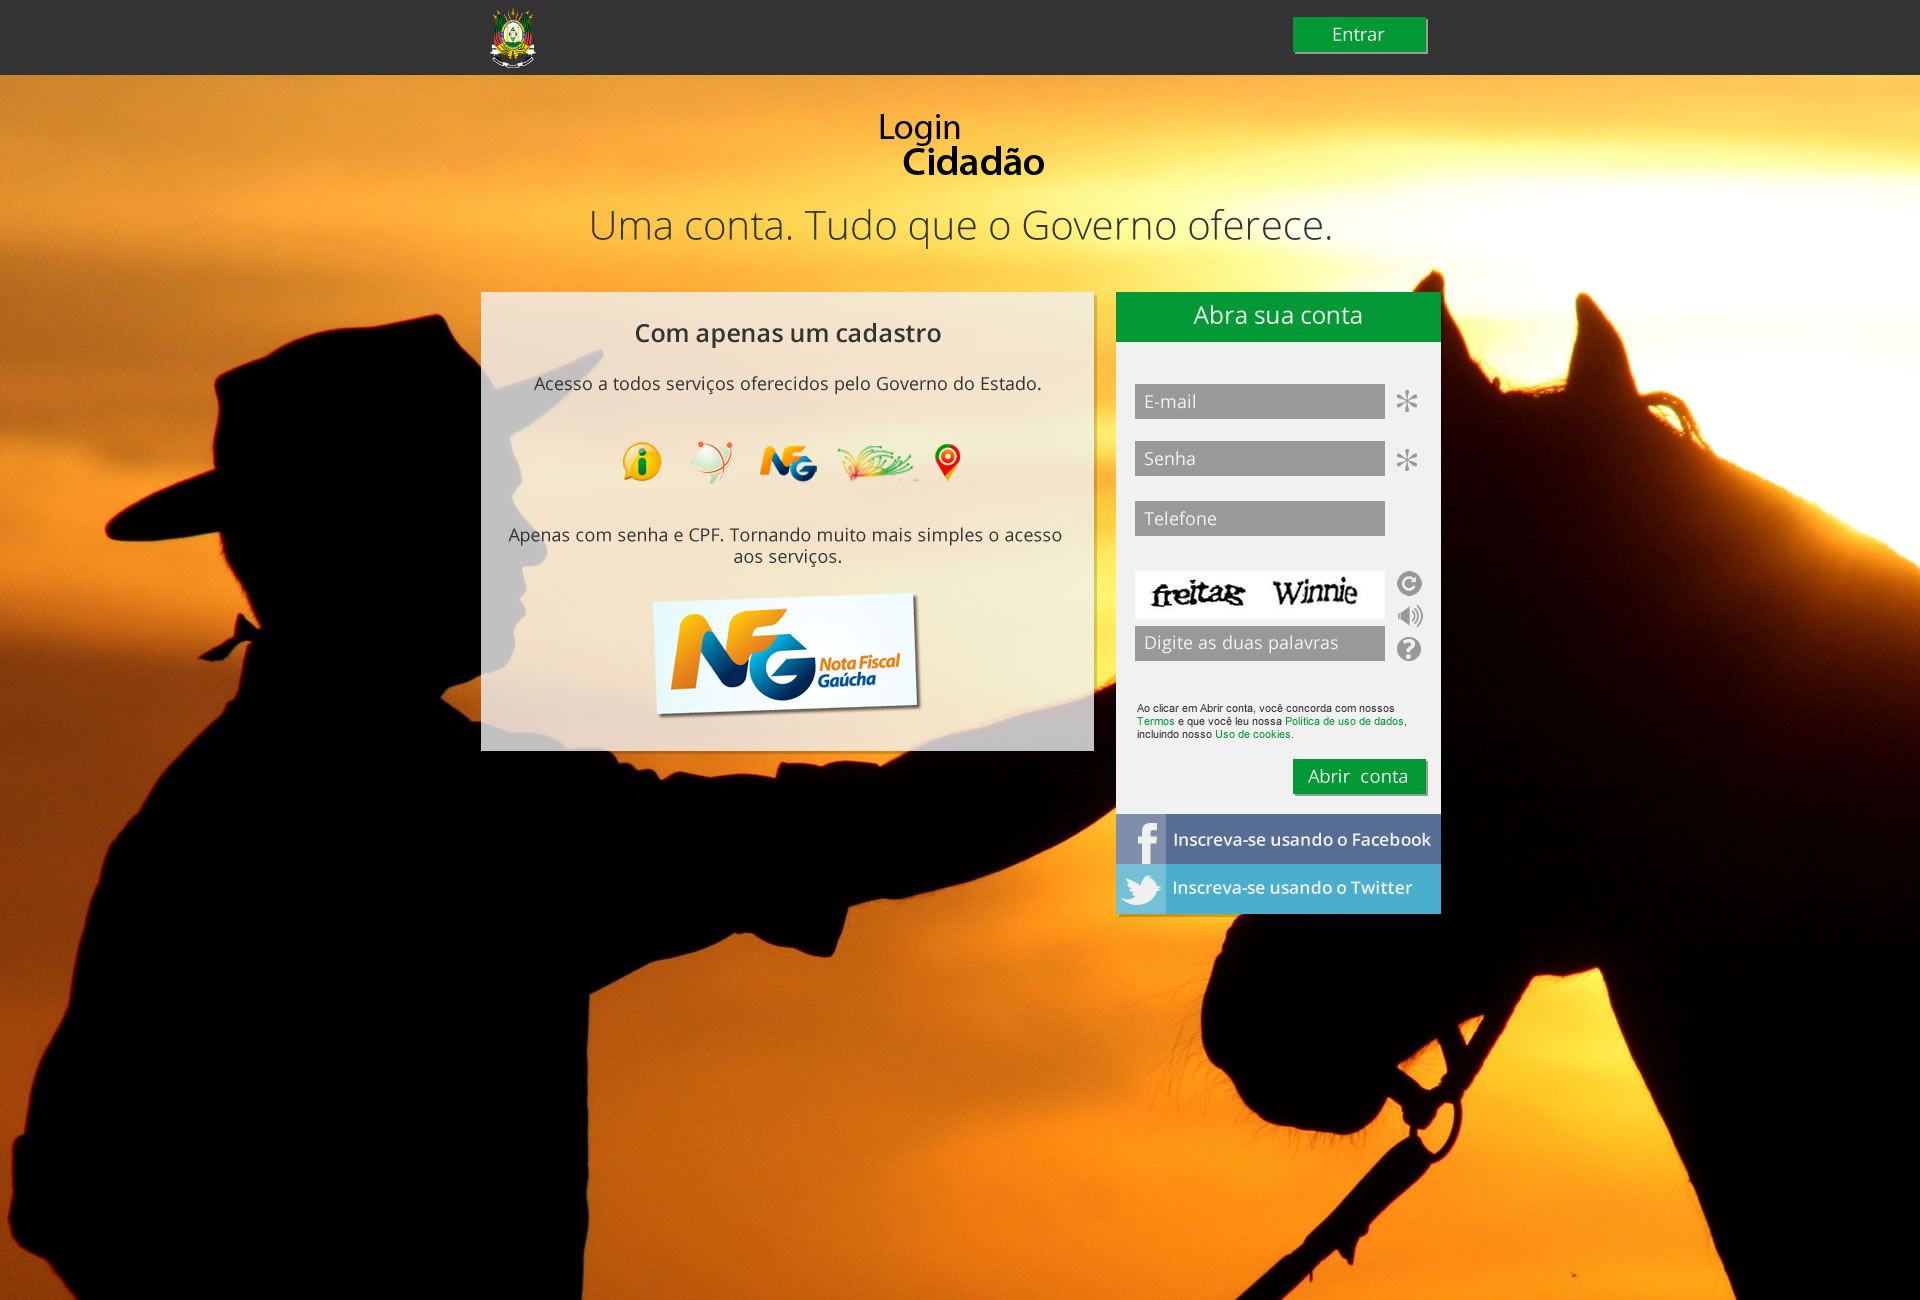 Entrar
Login
Cidadão
Uma conta. Tudo que o Governo oferece.
Com apenas um cadastro
Acesso a todos serviços oferecidos pelo Governo do Estado.
NFG
Apenas com senha e CPF. Tornando muito mais simples o acesso
aos serviços.
NFG Nota Fiscal
Gaúcha
Abra sua conta
E-mail
Senha
Telefone
freitag Winnie
Digite as duas palavras
Ao clicar em Abrir conta, você concorda com nossos
Termos e que você leu nossa Política de uso de dados,
incluindo nosso Uso de cookies.
Abrir conta
Inscreva-se usando o Facebook
Inscreva-se usando o Twitter